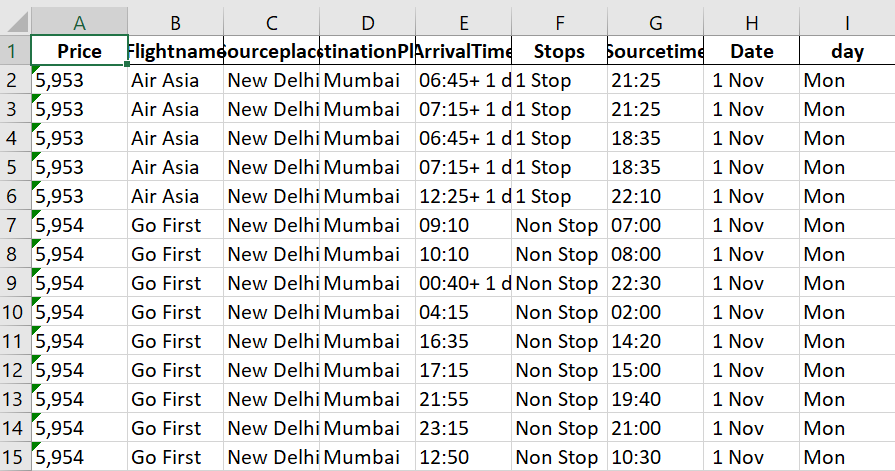 A B C D E F G H I
1 Price Flightname ourceplac tinationPl ArrivalTime Stops Sourcetime Date day
2 5,953 Air Asia New Delhi Mumbai 06:45+ 1 d 1 Stop 21:25 1 Nov Mon
3 5,953 Air Asia New Delhi Mumbai 07:15+ 1 d 1 Stop 21:25 1 Nov Mon
4 5,953 Air Asia New Delhi Mumbai 06:45+ 1 d 1 Stop 18:35 1 Nov Mon
5 5,953 Air Asia New Delhi Mumbai 07:15+ 1 d 1 Stop 18:35 1 Nov Mon
6 5,953 Air Asia New Delhi Mumbai 12:25+ 1 d 1 Stop 22:10 1 Nov Mon
7 5,954 Go First New Delhi Mumbai 09:10 Non Stop 07:00 1 Nov Mon
8 5,954 Go First New Delhi Mumbai 10:10 Non Stop 08:00 1 Nov Mon
9 5,954 Go First New Delhi Mumbai 00:40+ 1 d Non Stop 22:30 1 Nov Mon
10 5,954 Go First New Delhi Mumbai 04:15 Non Stop 02:00 1 Nov Mon
11 5,954 Go First New Delhi Mumbai 16:35 Non Stop 14:20 1 Nov Mon
12 5,954 Go First New Delhi Mumbai 17:15 Non Stop 15:00 1 Nov Mon
13 5,954 Go First New Delhi Mumbai 21:55 Non Stop 19:40 1 Nov Mon
14 5,954 Go First New Delhi Mumbai 23:15 Non Stop 21:00 1 Nov Mon
15 5,954 Go First New Delhi Mumbai 12:50 Non Stop 10:30 1 Nov Mon